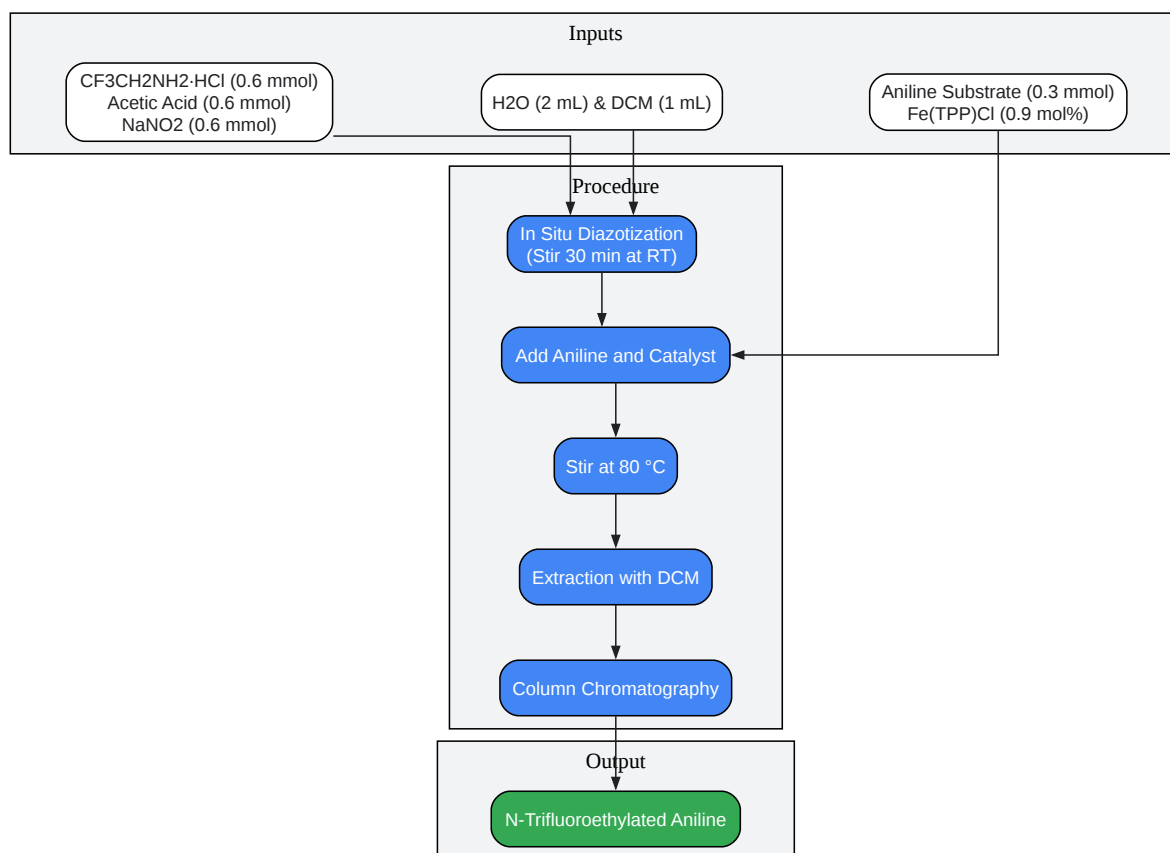 Inputs
CF3CH2NH2·HCl (0.6 mmol)
Acetic Acid (0.6 mmol)
NaNO2 (0.6 mmol)
H2O (2 mL) & DCM (1 mL)
Aniline Substrate (0.3 mmol)
Fe(TPP)Cl (0.9 mol%)
Procedure
In Situ Diazotization
(Stir 30 min at RT)
Add Aniline and Catalyst
Stir at 80 °C
Extraction with DCM
Column Chromatography
Output
N-Trifluoroethylated Aniline